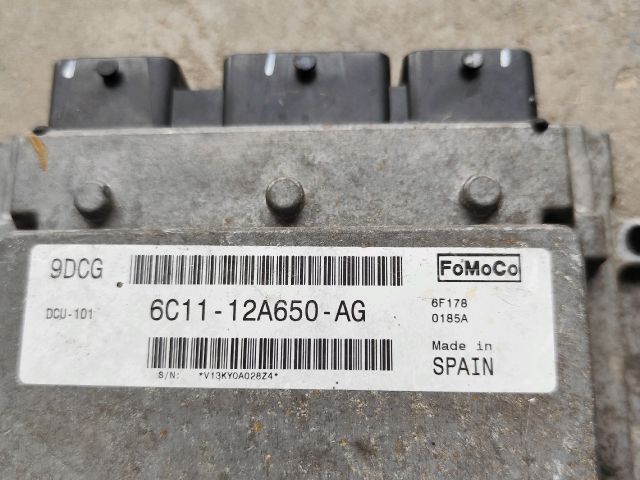 9DCG
FoMoCo
DCU-101
6C11-12A650-AG
6F178
0185A
Made in
SPAIN
S/N: *V13KY0A028Z4*